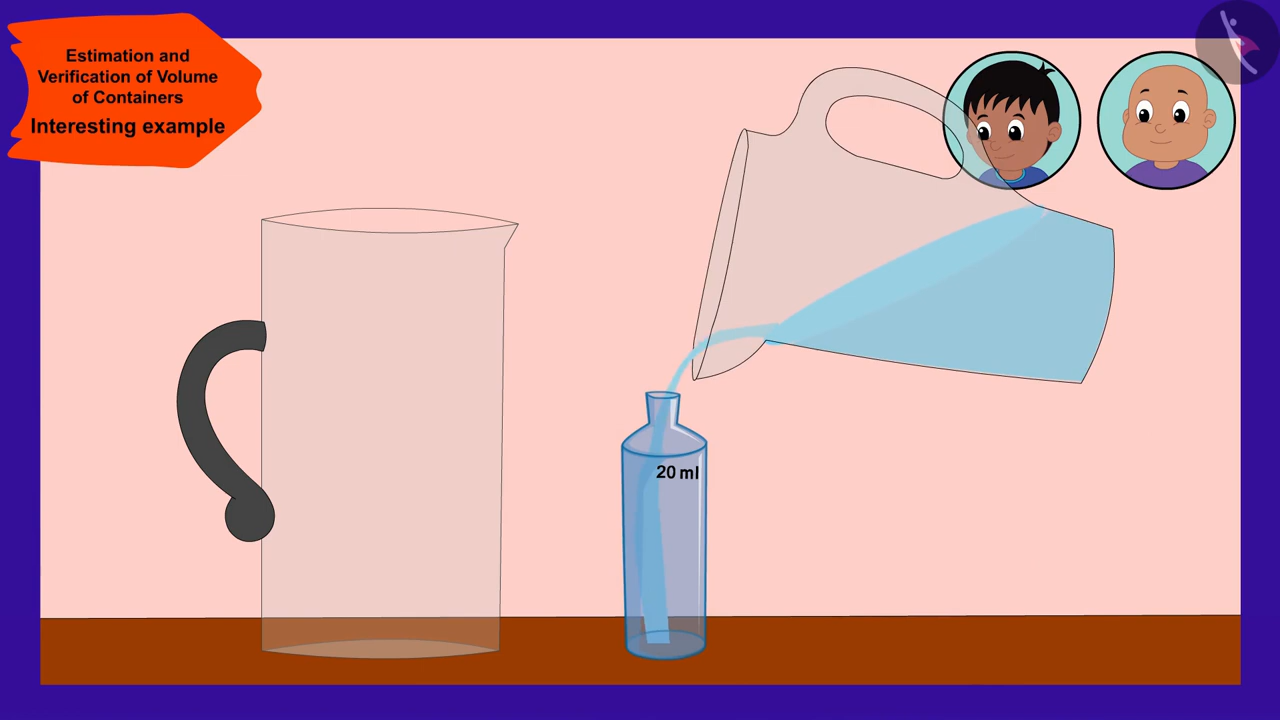 Estimation and
Verification of Volume
of Containers
Interesting example
20 ml